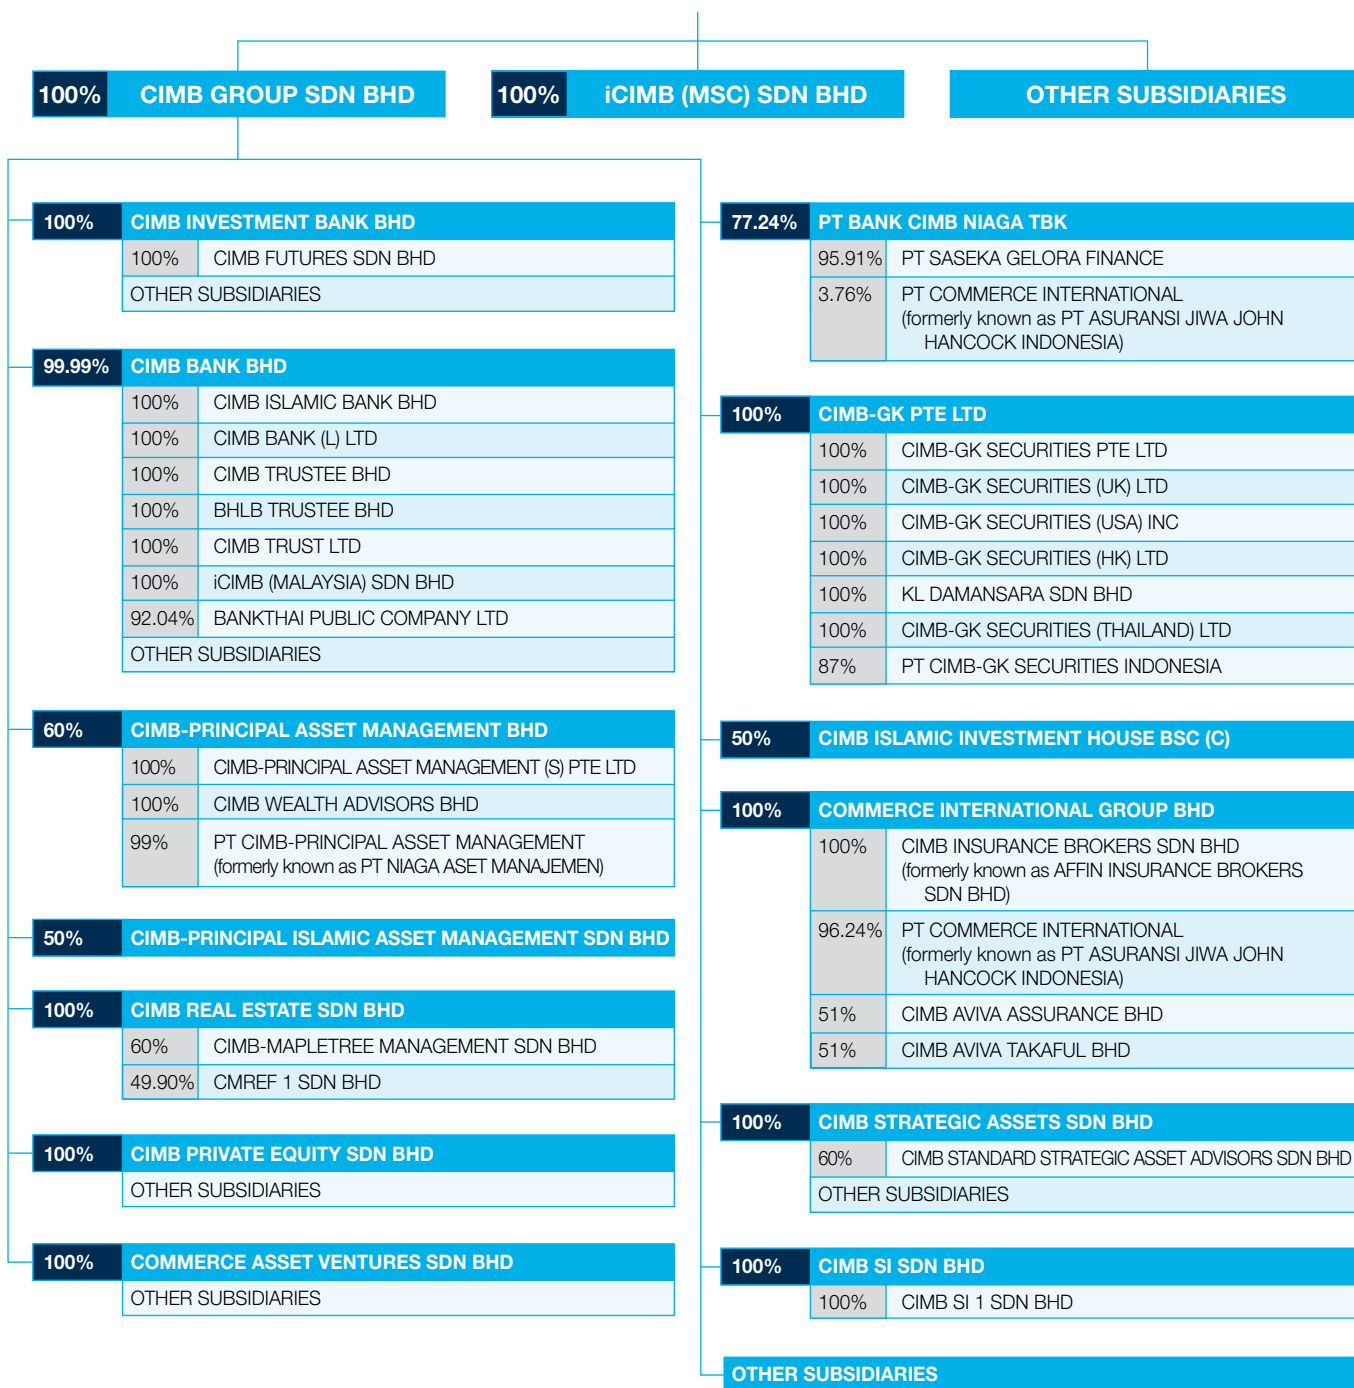 100% CIMB GROUP SDN BHD
100% iCIMB (MSC) SDN BHD
OTHER SUBSIDIARIES
100% CIMB INVESTMENT BANK BHD
100% CIMB FUTURES SDN BHD
OTHER SUBSIDIARIES
99.99% CIMB BANK BHD
100% CIMB ISLAMIC BANK BHD
100% CIMB BANK (L) LTD
100% CIMB TRUSTEE BHD
100% BHLB TRUSTEE BHD
100% CIMB TRUST LTD
100% iCIMB (MALAYSIA) SDN BHD
92.04% BANKTHAI PUBLIC COMPANY LTD
OTHER SUBSIDIARIES
60% CIMB-PRINCIPAL ASSET MANAGEMENT BHD
100% CIMB-PRINCIPAL ASSET MANAGEMENT (S) PTE LTD
100% CIMB WEALTH ADVISORS BHD
99% PT CIMB-PRINCIPAL ASSET MANAGEMENT
(formerly known as PT NIAGA ASET MANAJEMEN)
50% CIMB-PRINCIPAL ISLAMIC ASSET MANAGEMENT SDN BHD
100% CIMB REAL ESTATE SDN BHD
60% CIMB-MAPLETREE MANAGEMENT SDN BHD
49.90% CMREF 1 SDN BHD
100% CIMB PRIVATE EQUITY SDN BHD
OTHER SUBSIDIARIES
100% COMMERCE ASSET VENTURES SDN BHD
OTHER SUBSIDIARIES
77.24% PT BANK CIMB NIAGA TBK
95.91% PT SASEKA GELORA FINANCE
3.76% PT COMMERCE INTERNATIONAL
(formerly known as PT ASURANSI JIWA JOHN
HANCOCK INDONESIA)
100% CIMB-GK PTE LTD
100% CIMB-GK SECURITIES PTE LTD
100% CIMB-GK SECURITIES (UK) LTD
100% CIMB-GK SECURITIES (USA) INC
100% CIMB-GK SECURITIES (HK) LTD
100% KL DAMANSARA SDN BHD
100% CIMB-GK SECURITIES (THAILAND) LTD
87% PT CIMB-GK SECURITIES INDONESIA
50% CIMB ISLAMIC INVESTMENT HOUSE BSC (C)
100% COMMERCE INTERNATIONAL GROUP BHD
100% CIMB INSURANCE BROKERS SDN BHD
(formerly known as AFFIN INSURANCE BROKERS
SDN BHD)
96.24% PT COMMERCE INTERNATIONAL
(formerly known as PT ASURANSI JIWA JOHN
HANCOCK INDONESIA)
51% CIMB AVIVA ASSURANCE BHD
51% CIMB AVIVA TAKAFUL BHD
100% CIMB STRATEGIC ASSETS SDN BHD
60% CIMB STANDARD STRATEGIC ASSET ADVISORS SDN BHD
OTHER SUBSIDIARIES
100% CIMB SI SDN BHD
100% CIMB SI 1 SDN BHD
OTHER SUBSIDIARIES